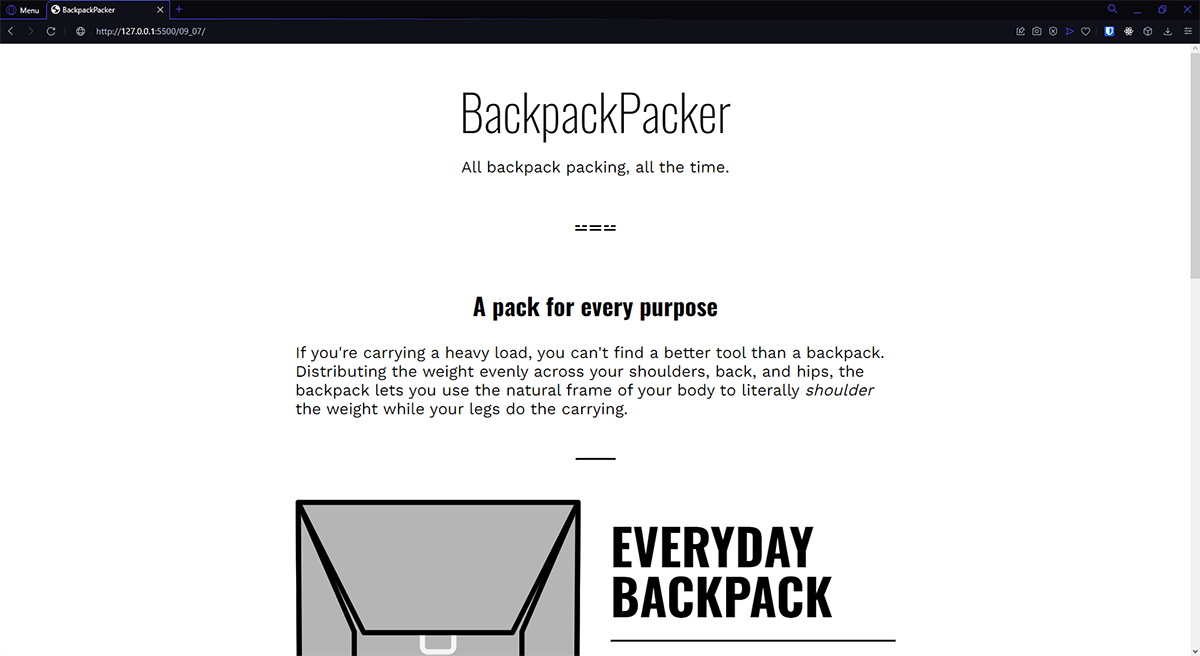 Menu
BackpackPacker
http://127.0.0.1:5500/09_07/
BackpackPacker
All backpack packing, all the time.
A pack for every purpose
If you're carrying a heavy load, you can't find a better tool than a backpack.
Distributing the weight evenly across your shoulders, back, and hips, the
backpack lets you use the natural frame of your body to literally shoulder
the weight while your legs do the carrying.
EVERYDAY
BACKPACK